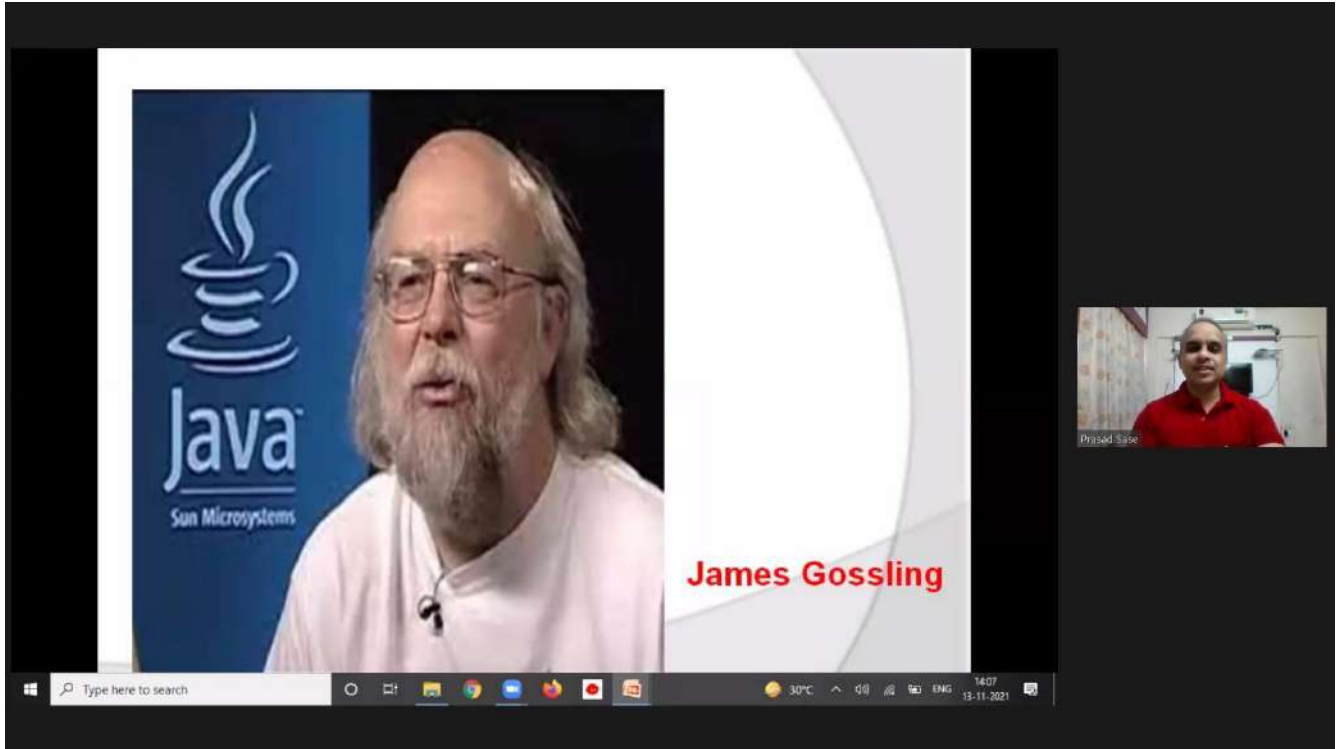 Java
Sun Microsystems
James Gossling
Prasad Sase
Type here to search
30°C
ENG
14:07
13-11-2021